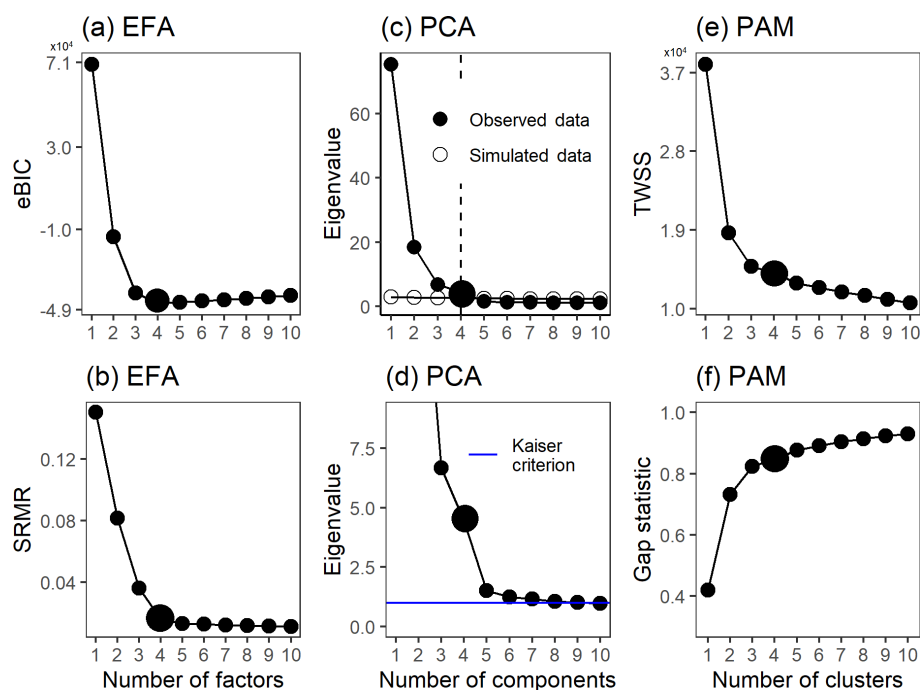 (a) EFA
x10⁴
7.1
3.0
-1.0
-4.9
eBIC
1 2 3 4 5 6 7 8 9 10
(c) PCA
60
40
20
0
Eigenvalue
Observed data
Simulated data
1 2 3 4 5 6 7 8 9 10
(e) PAM
x10⁴
3.7
2.8
1.9
1.0
TWSS
1 2 3 4 5 6 7 8 9 10
(b) EFA
0.12
0.08
0.04
SRMR
1 2 3 4 5 6 7 8 9 10
Number of factors
(d) PCA
7.5
5.0
2.5
0.0
Eigenvalue
Kaiser
criterion
1 2 3 4 5 6 7 8 9 10
Number of components
(f) PAM
1.0
0.8
0.6
0.4
Gap statistic
1 2 3 4 5 6 7 8 9 10
Number of clusters